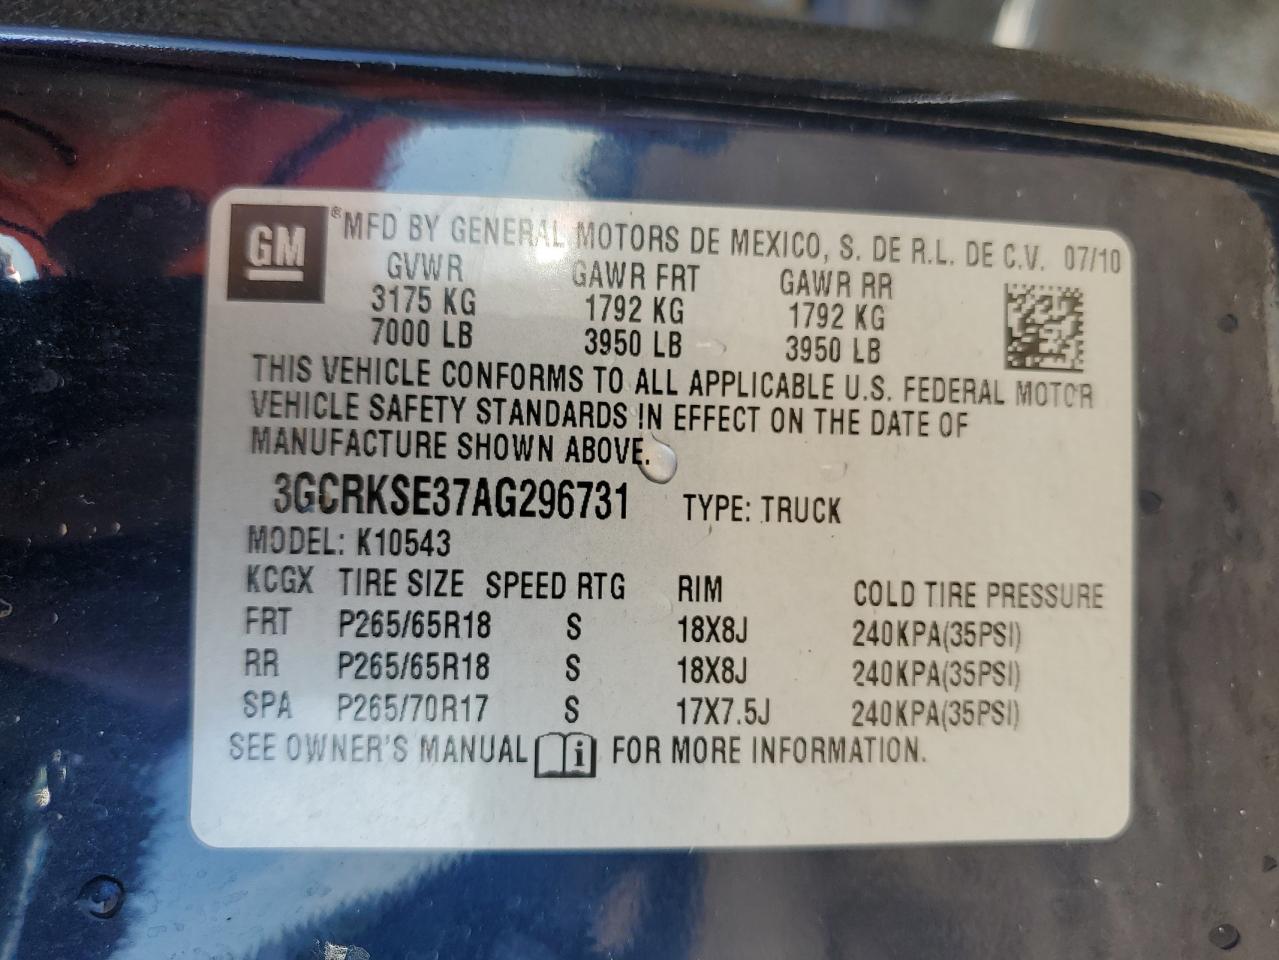 GM ® MFD BY GENERAL MOTORS DE MEXICO, S. DE R.L. DE C.V. 07/10
GVWR GAWR FRT GAWR RR
3175 KG 1792 KG 1792 KG
7000 LB 3950 LB 3950 LB
THIS VEHICLE CONFORMS TO ALL APPLICABLE U.S. FEDERAL MOTOR
VEHICLE SAFETY STANDARDS IN EFFECT ON THE DATE OF
MANUFACTURE SHOWN ABOVE.
3GCRKSE37AG296731 TYPE: TRUCK
MODEL: K10543
KCGX TIRE SIZE SPEED RTG RIM COLD TIRE PRESSURE
FRT P265/65R18 S 18X8J 240KPA(35PSI)
RR P265/65R18 S 18X8J 240KPA(35PSI)
SPA P265/70R17 S 17X7.5J 240KPA(35PSI)
SEE OWNER'S MANUAL i FOR MORE INFORMATION.